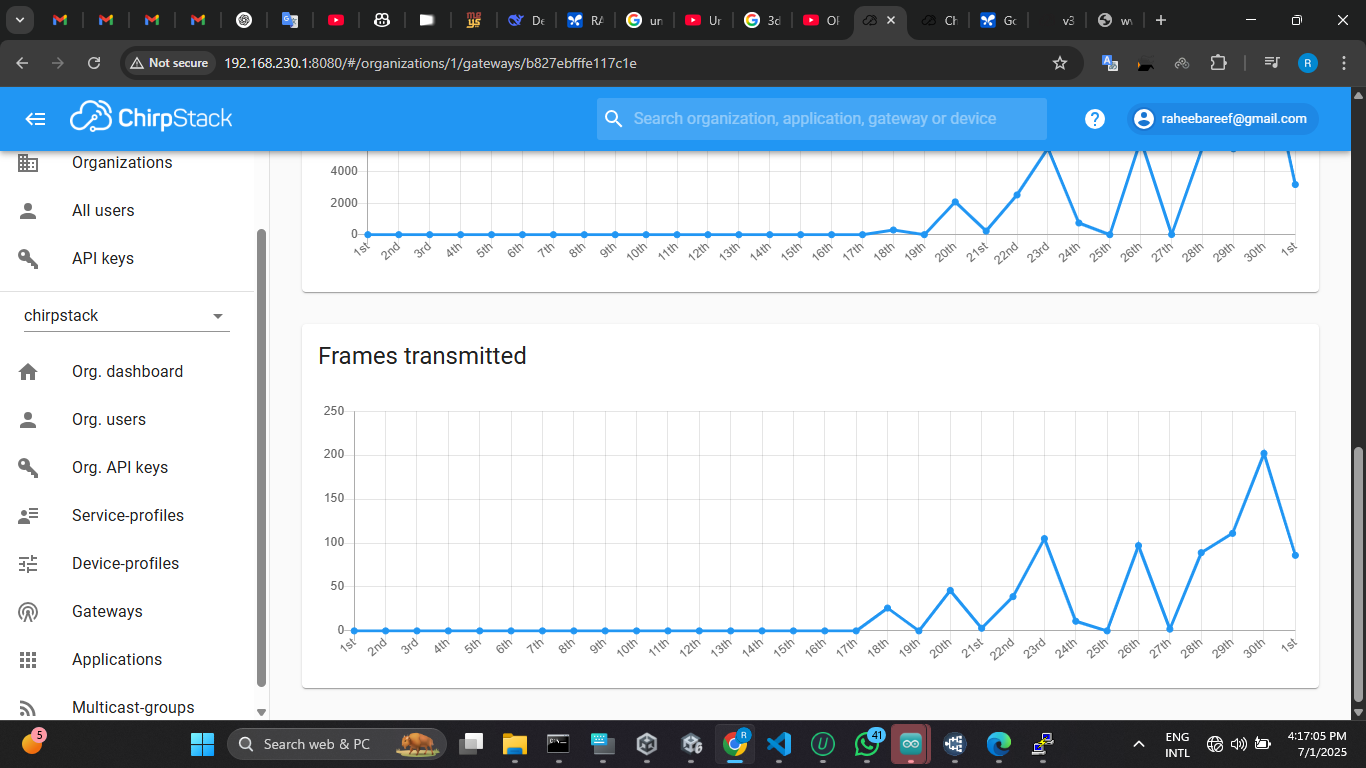 De
RA
un
Ur
3d
Ol
Ch
Go
v3
Not secure
192.168.230.1:8080/#/organizations/1/gateways/b827ebfffe117c1e
R
ChirpStack
Search organization, application, gateway or device
?
raheebareef@gmail.com
Organizations
All users
API keys
chirpstack
Org. dashboard
Org. users
Org. API keys
Service-profiles
Device-profiles
Gateways
Applications
Multicast-groups
4000
2000
0
1st 2nd 3rd 4th 5th 6th 7th 8th 9th 10th 11th 12th 13th 14th 15th 16th 17th 18th 19th 20th 21st 22nd 23rd 24th 25th 26th 27th 28th 29th 30th 1st
Frames transmitted
250
200
150
100
50
0
1st 2nd 3rd 4th 5th 6th 7th 8th 9th 10th 11th 12th 13th 14th 15th 16th 17th 18th 19th 20th 21st 22nd 23rd 24th 25th 26th 27th 28th 29th 30th 1st
5
Search web & PC
R
41
ENG
INTL
4:17:05 PM
7/1/2025